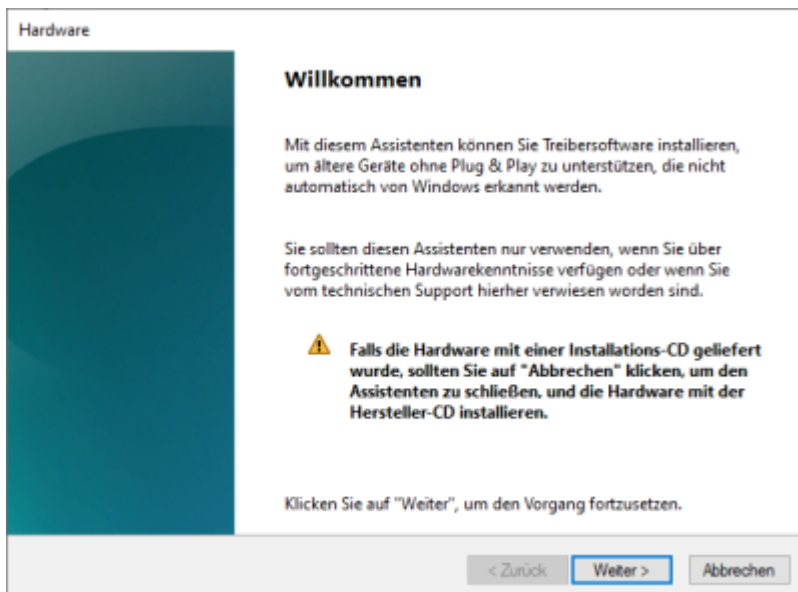 Hardware
Willkommen
Mit diesem Assistenten können Sie Treibersoftware installieren,
um ältere Geräte ohne Plug & Play zu unterstützen, die nicht
automatisch von Windows erkannt werden.
Sie sollten diesen Assistenten nur verwenden, wenn Sie über
fortgeschrittene Hardwarekenntnisse verfügen oder wenn Sie
vom technischen Support hierher verwiesen worden sind.
Falls die Hardware mit einer Installations-CD geliefert
wurde, sollten Sie auf "Abbrechen" klicken, um den
Assistenten zu schließen, und die Hardware mit der
Hersteller-CD installieren.
Klicken Sie auf "Weiter", um den Vorgang fortzusetzen.
< Zurück Weiter > Abbrechen